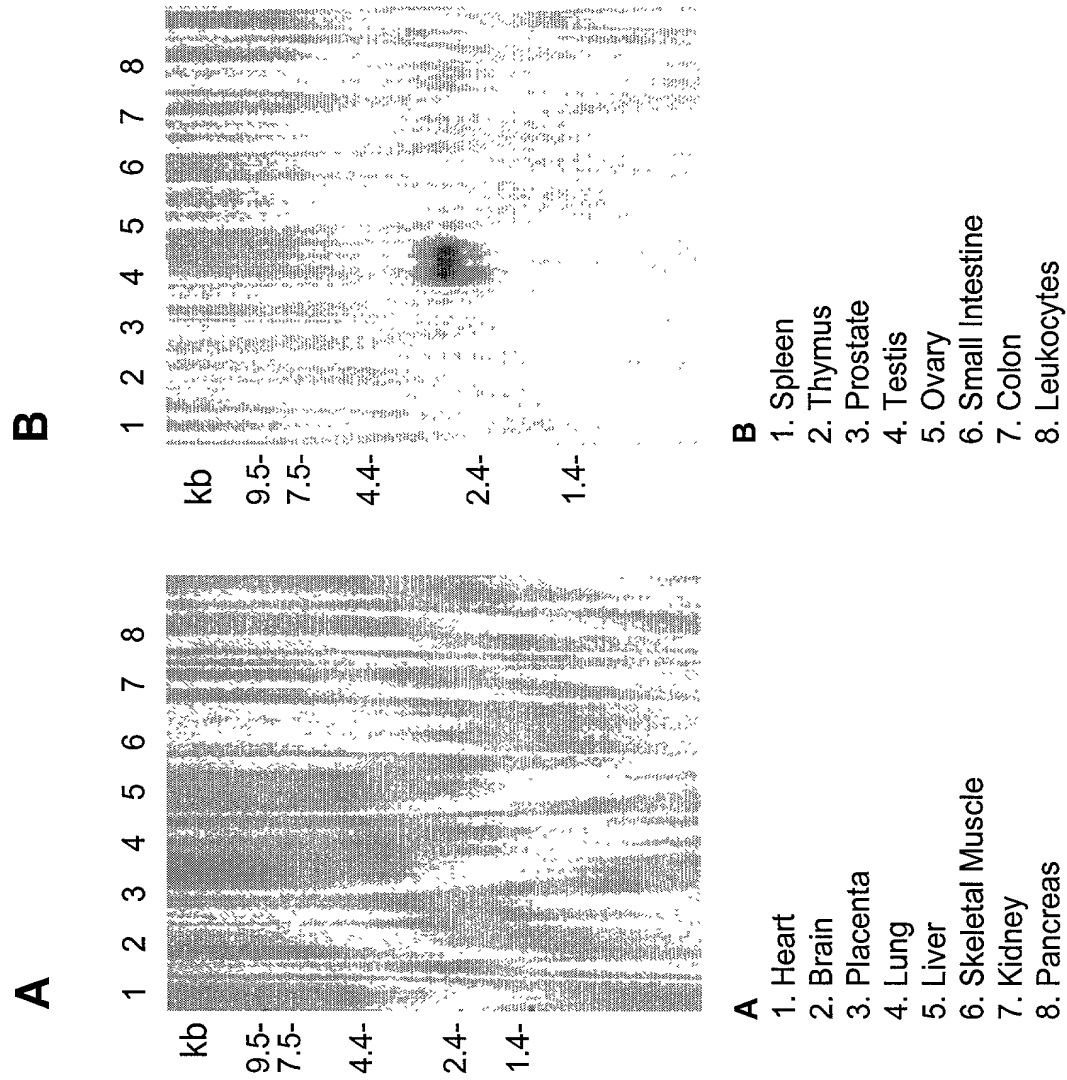 A
1 2 3 4 5 6 7 8
kb
9.5-
7.5-
4.4-
2.4-
1.4-
A
1. Heart
2. Brain
3. Placenta
4. Lung
5. Liver
6. Skeletal Muscle
7. Kidney
8. Pancreas
B
1 2 3 4 5 6 7 8
kb
9.5-
7.5-
4.4-
2.4-
1.4-
B
1. Spleen
2. Thymus
3. Prostate
4. Testis
5. Ovary
6. Small Intestine
7. Colon
8. Leukocytes